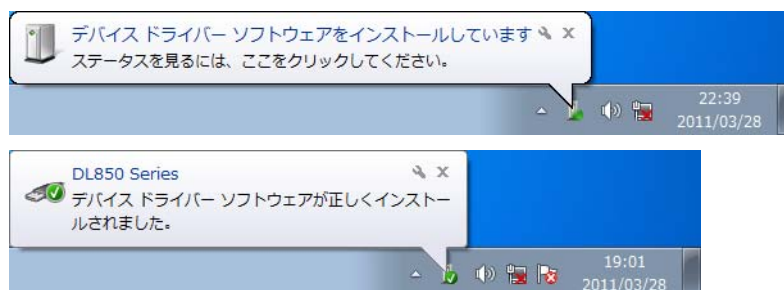 デバイス ドライバー ソフトウェアをインストールしています
ステータスを見るには、ここをクリックしてください。
22:39
2011/03/28
DL850 Series
デバイス ドライバー ソフトウェアが正しくインストー
ルされました。
19:01
2011/03/28